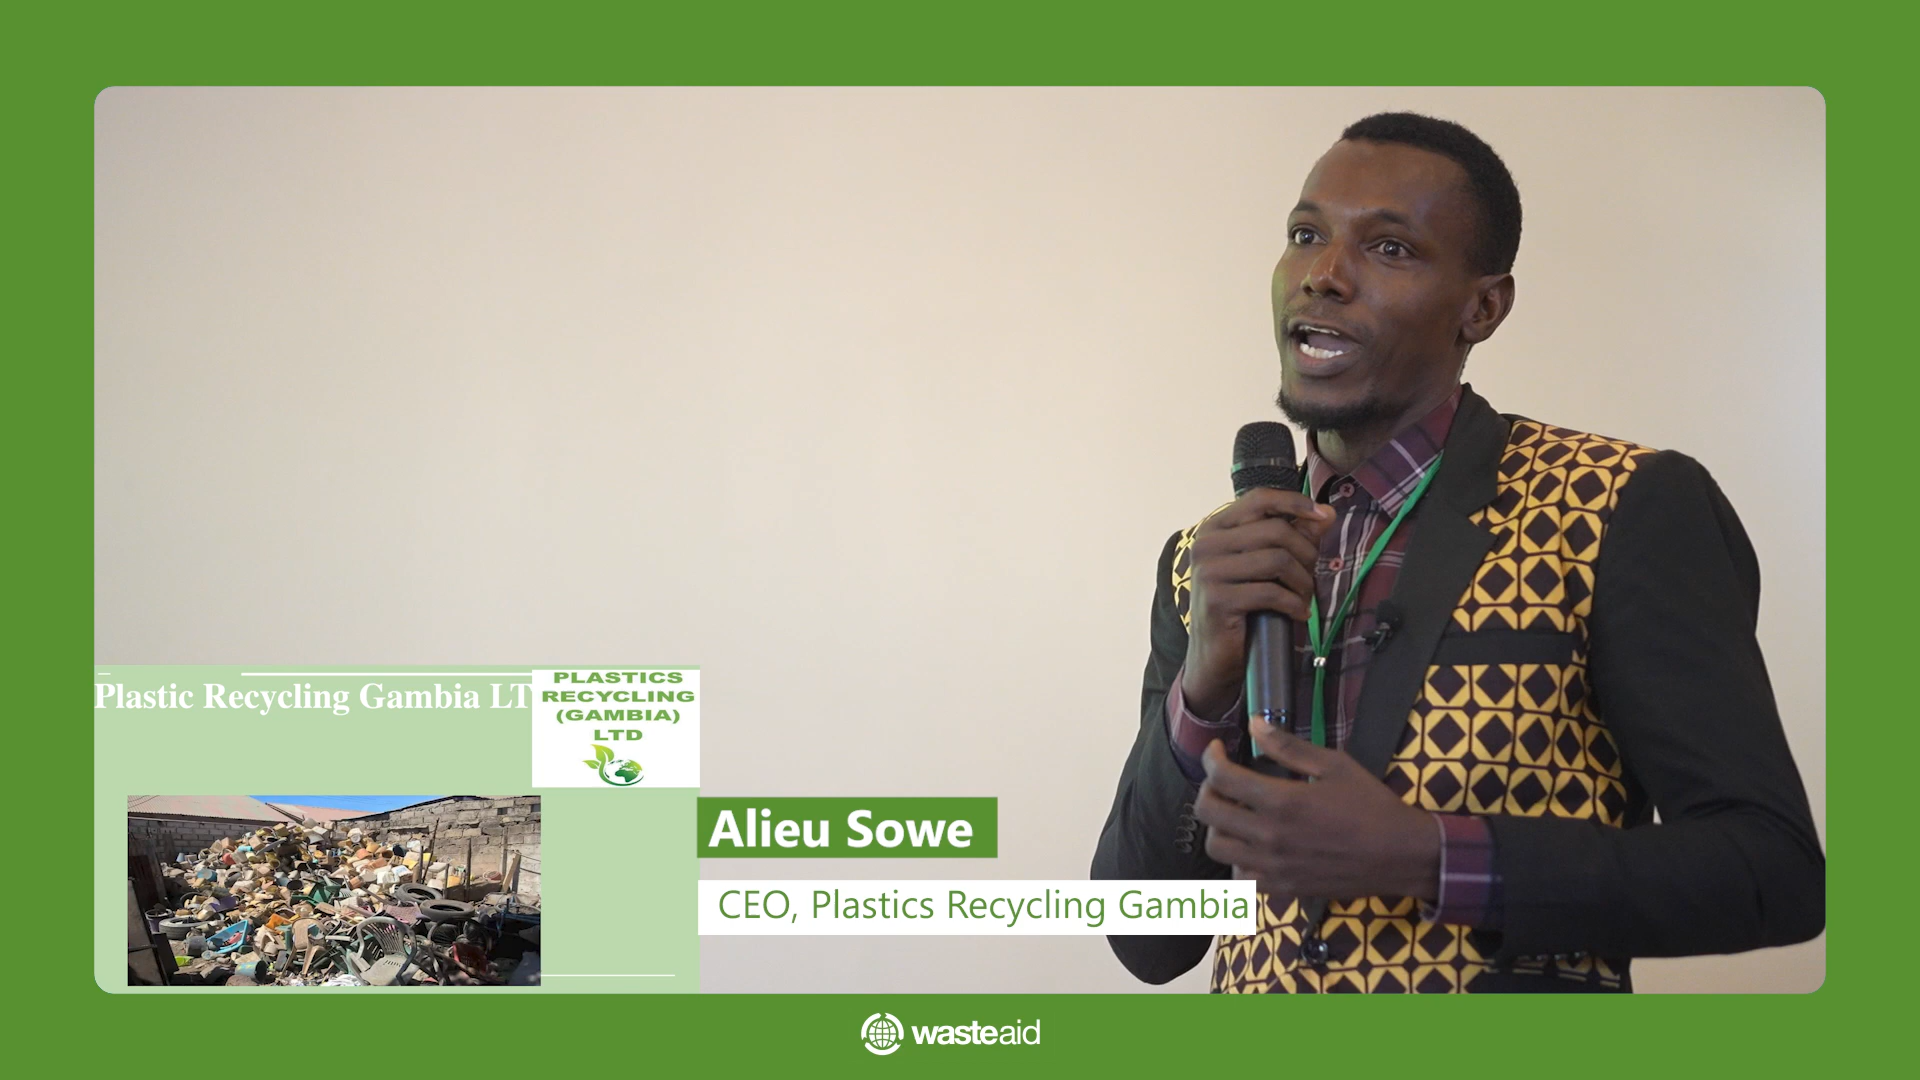 Plastic Recycling Gambia LT
PLASTICS
RECYCLING
(GAMBIA)
LTD
Alieu Sowe
CEO, Plastics Recycling Gambia
wasteaid